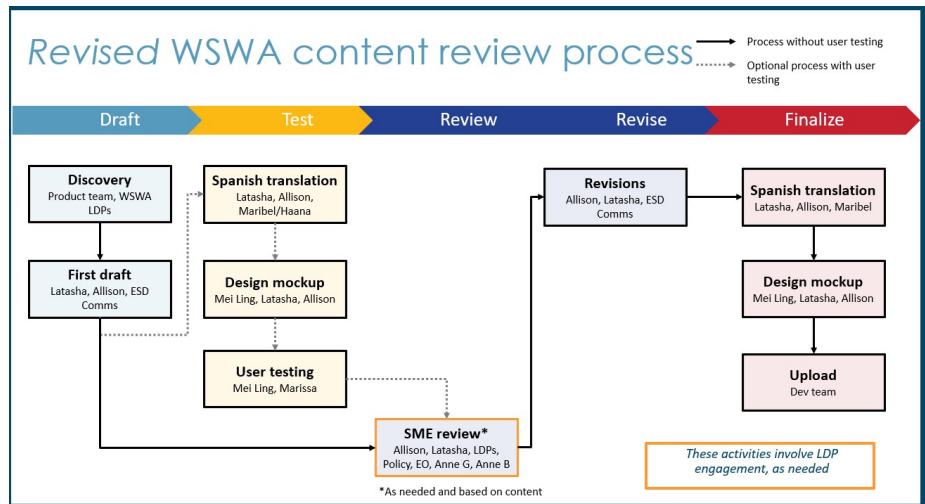 Revised WSWA content review process
Process without user testing
Optional process with user
testing
Draft
Test
Review
Revise
Finalize
Discovery
Product team, WSWA
LDPs
First draft
Latasha, Allison, ESD
Comms
Spanish translation
Latasha, Allison,
Maribel/Haana
Design mockup
Mei Ling, Latasha, Allison
User testing
Mei Ling, Marissa
SME review*
Allison, Latasha, LDPs,
Policy, EO, Anne G, Anne B
*As needed and based on content
Revisions
Allison, Latasha, ESD
Comms
Spanish translation
Latasha, Allison, Maribel
Design mockup
Mei Ling, Latasha, Allison
Upload
Dev team
These activities involve LDP
engagement, as needed